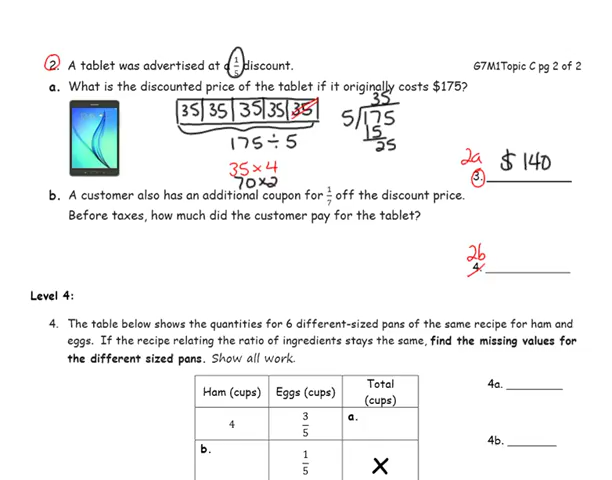 2. A tablet was advertised at a 1/5 discount.
G7M1Topic C pg 2 of 2
a. What is the discounted price of the tablet if it originally costs $175?
35 35 35 35 35
175 ÷ 5
35
5 175
15
25
35 × 4
70 × 2
2a
3. $ 140
b. A customer also has an additional coupon for 1/7 off the discount price.
Before taxes, how much did the customer pay for the tablet?
2b
4.
Level 4:
4. The table below shows the quantities for 6 different-sized pans of the same recipe for ham and
eggs. If the recipe relating the ratio of ingredients stays the same, find the missing values for
the different sized pans. Show all work.
Ham (cups) Eggs (cups) Total (cups)
4 3/5 a.
b. 1/5 X
4a.
4b.